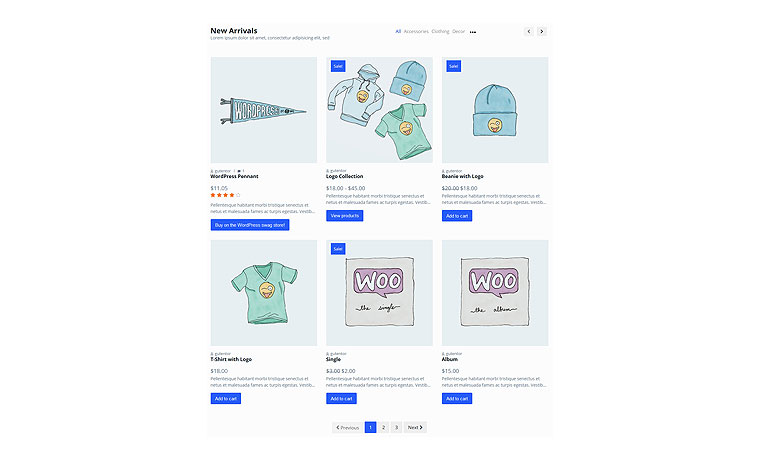 New Arrivals
Lorem ipsum dolor sit amet, consectetur adipiscing elit, sed
All Accessories Clothing Decor •••
WORDPRESS
Sale!
Sale!
gutentor | 1
WordPress Pennant
$11.05
Pellentesque habitant morbi tristique senectus et
netus et malesuada fames ac turpis egestas. Vestib...
Buy on the WordPress swag store!
gutentor
Logo Collection
$18.00 - $45.00
Pellentesque habitant morbi tristique senectus et
netus et malesuada fames ac turpis egestas. Vestib...
View products
gutentor
Beanie with Logo
$20.00 $18.00
Pellentesque habitant morbi tristique senectus et
netus et malesuada fames ac turpis egestas. Vestib...
Add to cart
Sale!
WOO
the single
WOO
the album
gutentor
T-Shirt with Logo
$18.00
Pellentesque habitant morbi tristique senectus et
netus et malesuada fames ac turpis egestas. Vestib...
Add to cart
gutentor
Single
$3.00 $2.00
Pellentesque habitant morbi tristique senectus et
netus et malesuada fames ac turpis egestas. Vestib...
Add to cart
gutentor
Album
$15.00
Pellentesque habitant morbi tristique senectus et
netus et malesuada fames ac turpis egestas. Vestib...
Add to cart
Previous 1 2 3 Next